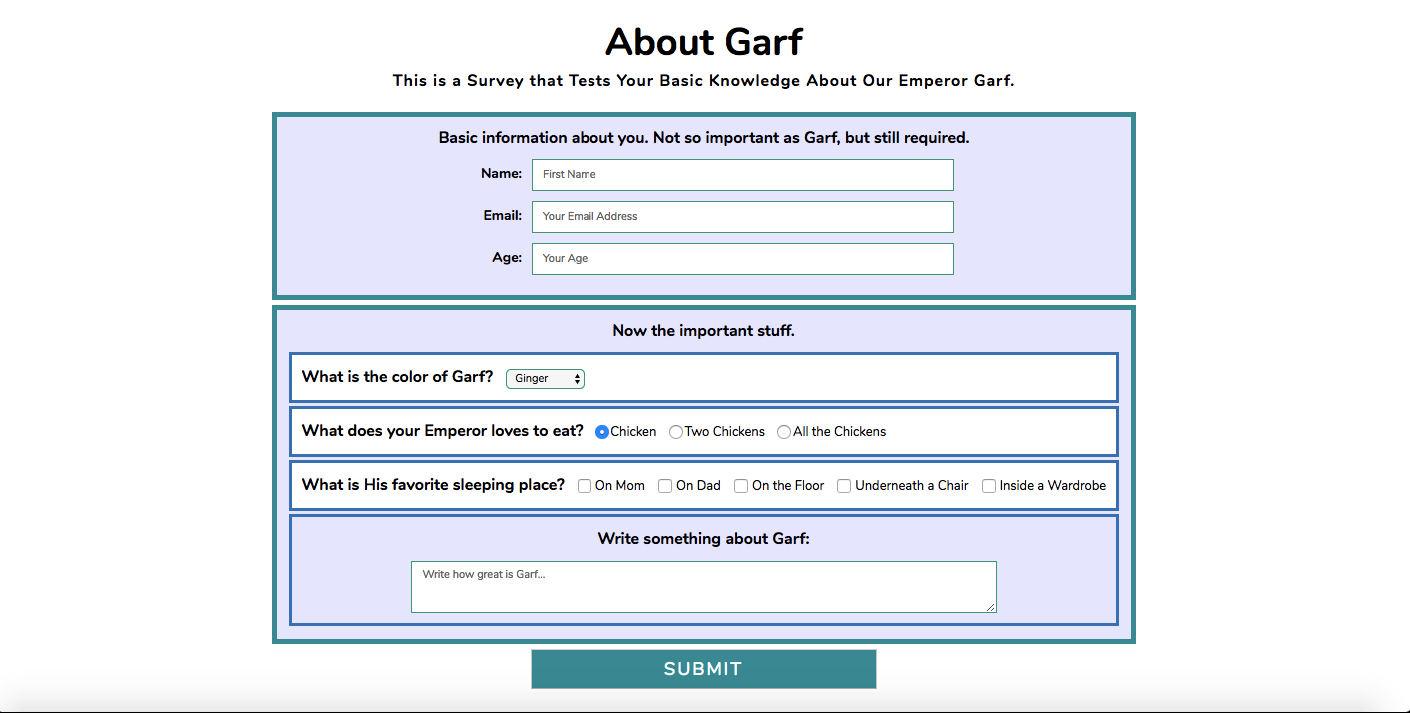 About Garf
This is a Survey that Tests Your Basic Knowledge About Our Emperor Garf.
Basic information about you. Not so important as Garf, but still required.
Name: First Name
Email: Your Email Address
Age: Your Age
Now the important stuff.
What is the color of Garf? Ginger
What does your Emperor loves to eat? Chicken Two Chickens All the Chickens
What is His favorite sleeping place? On Mom On Dad On the Floor Underneath a Chair Inside a Wardrobe
Write something about Garf:
Write how great is Garf...
SUBMIT